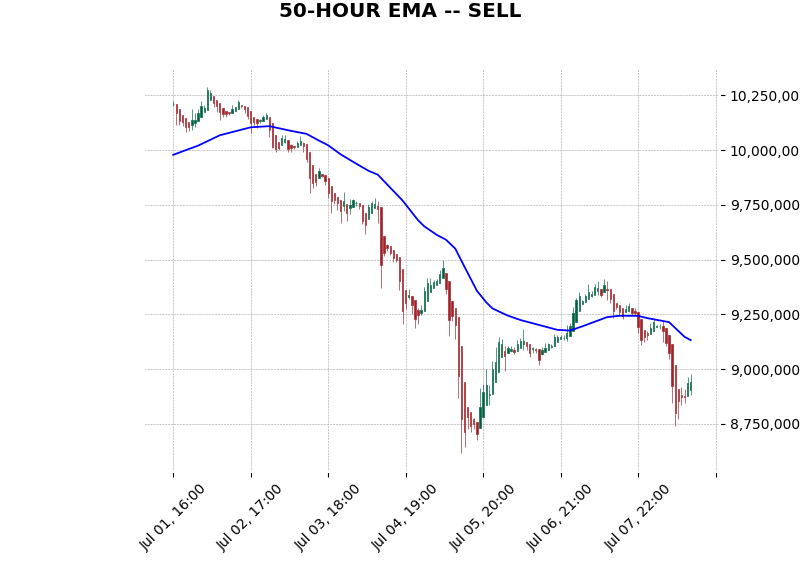 50-HOUR EMA -- SELL
10,250,00
10,000,00
9,750,000
9,500,000
9,250,000
9,000,000
8,750,000
Jul 01, 16:00
Jul 02, 17:00
Jul 03, 18:00
Jul 04, 19:00
Jul 05, 20:00
Jul 06, 21:00
Jul 07, 22:00